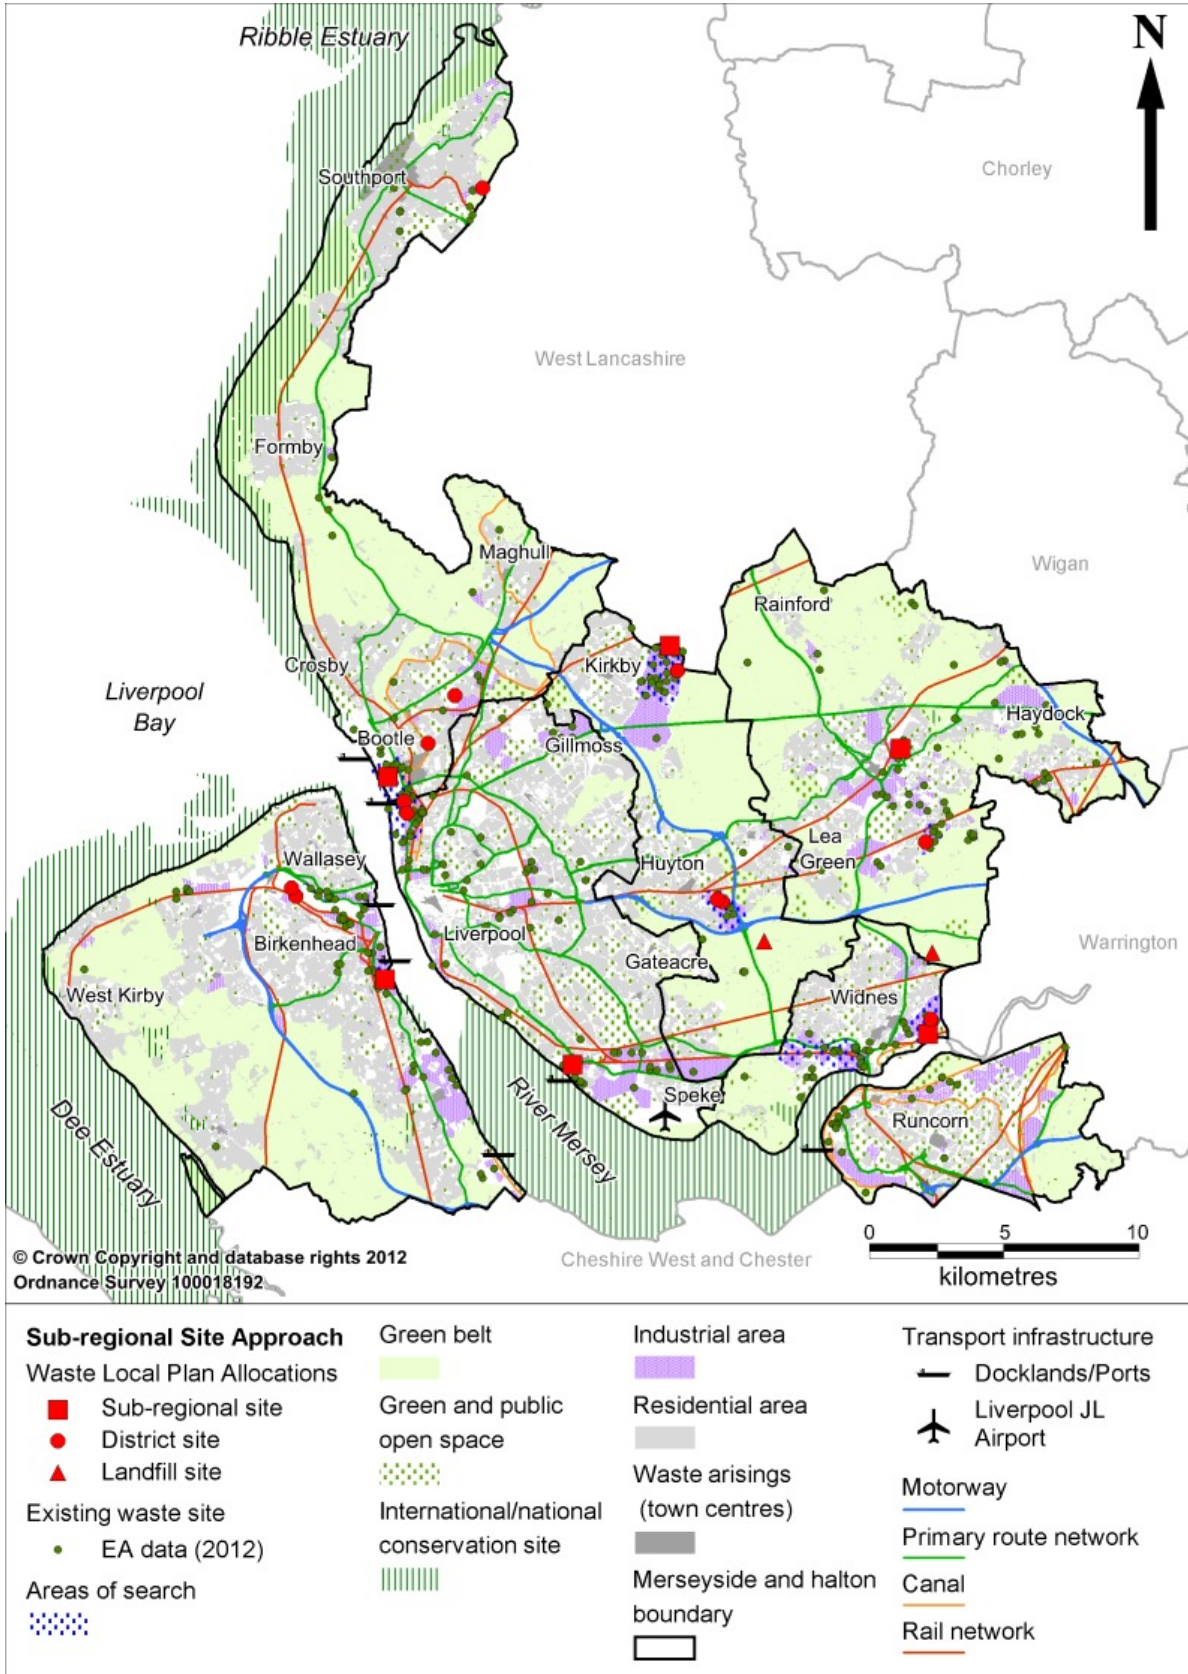 Ribble Estuary
N
Chorley
Southport
West Lancashire
Formby
Maghull
Wigan
Rainford
Crosby
Kirkby
Liverpool
Bay
Haydock
Bootle
Gillmoss
Lea
Green
Wallasey
Huyton
Liverpool
Birkenhead
Gateacre
Warrington
West Kirby
Widnes
River Mersey
Speke
Dee Estuary
Runcorn
0 5 10
kilometres
© Crown Copyright and database rights 2012
Ordnance Survey 100018192
Cheshire West and Chester
Sub-regional Site Approach
Waste Local Plan Allocations
Sub-regional site
District site
Landfill site
Existing waste site
EA data (2012)
Areas of search
Green belt
Green and public
open space
International/national
conservation site
Industrial area
Residential area
Waste arisings
(town centres)
Merseyside and halton
boundary
Transport infrastructure
Docklands/Ports
Liverpool JL
Airport
Motorway
Primary route network
Canal
Rail network